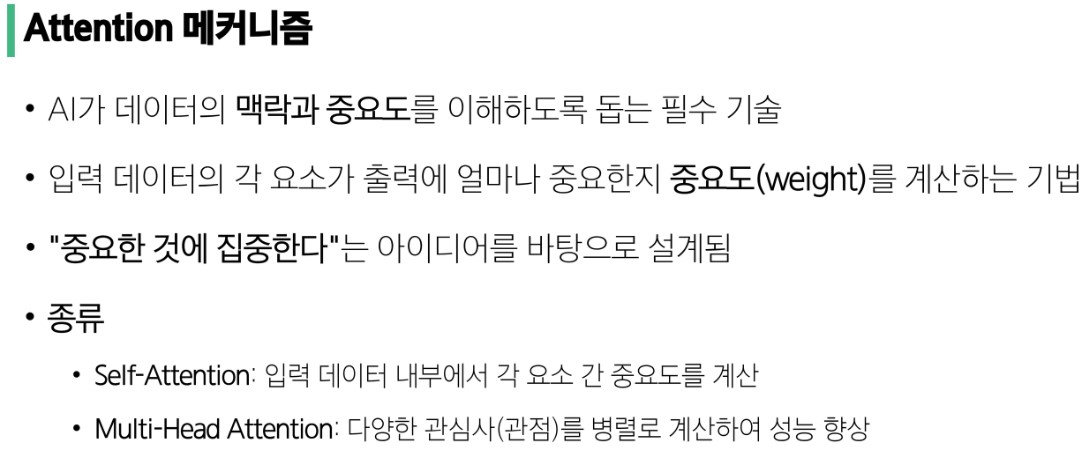 Attention 메커니즘
• AI가 데이터의 맥락과 중요도를 이해하도록 돕는 필수 기술
• 입력 데이터의 각 요소가 출력에 얼마나 중요한지 중요도(weight)를 계산하는 기법
• "중요한 것에 집중한다"는 아이디어를 바탕으로 설계됨
• 종류
• Self-Attention: 입력 데이터 내부에서 각 요소 간 중요도를 계산
• Multi-Head Attention: 다양한 관심사(관점)를 병렬로 계산하여 성능 향상